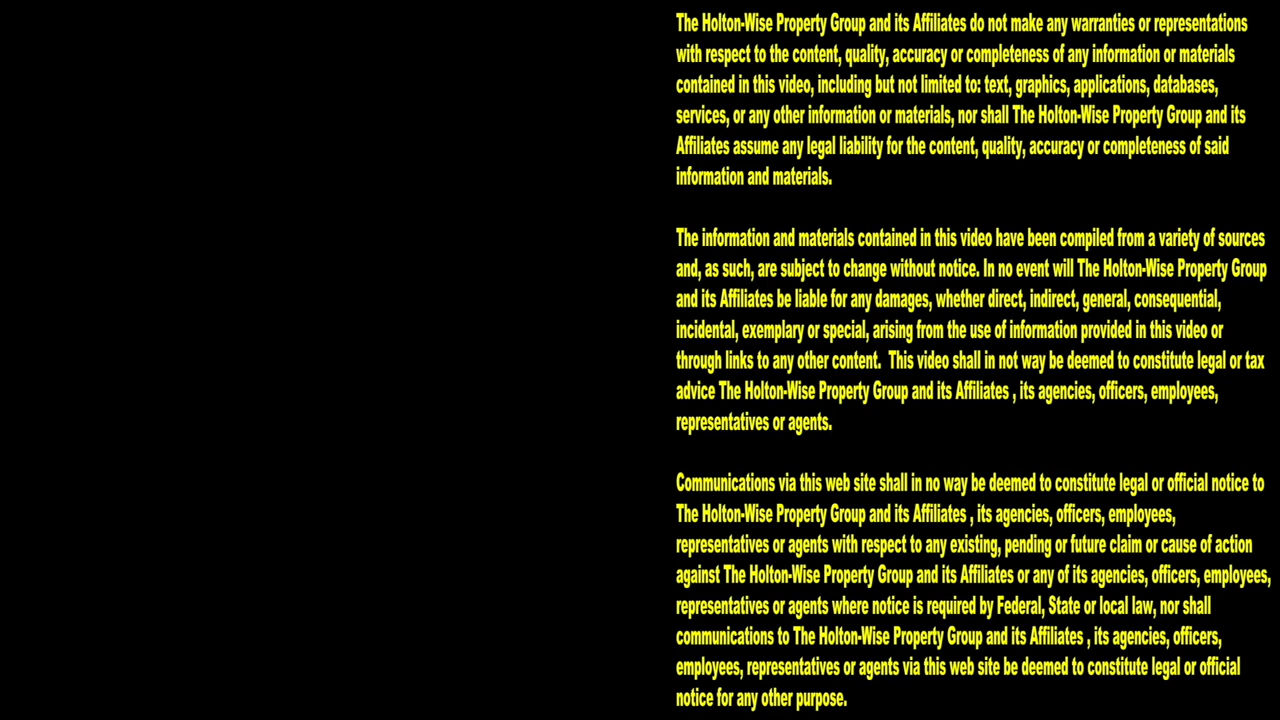 The Holton-Wise Property Group and its Affiliates do not make any warranties or representations
with respect to the content, quality, accuracy or completeness of any information or materials
contained in this video, including but not limited to: text, graphics, applications, databases,
services, or any other information or materials, nor shall The Holton-Wise Property Group and its
Affiliates assume any legal liability for the content, quality, accuracy or completeness of said
information and materials.
The information and materials contained in this video have been compiled from a variety of sources
and, as such, are subject to change without notice. In no event will The Holton-Wise Property Group
and its Affiliates be liable for any damages, whether direct, indirect, general, consequential,
incidental, exemplary or special, arising from the use of information provided in this video or
through links to any other content.  This video shall in not way be deemed to constitute legal or tax
advice The Holton-Wise Property Group and its Affiliates , its agencies, officers, employees,
representatives or agents.
Communications via this web site shall in no way be deemed to constitute legal or official notice to
The Holton-Wise Property Group and its Affiliates , its agencies, officers, employees,
representatives or agents with respect to any existing, pending or future claim or cause of action
against The Holton-Wise Property Group and its Affiliates or any of its agencies, officers, employees,
representatives or agents where notice is required by Federal, State or local law, nor shall
communications to The Holton-Wise Property Group and its Affiliates , its agencies, officers,
employees, representatives or agents via this web site be deemed to constitute legal or official
notice for any other purpose.